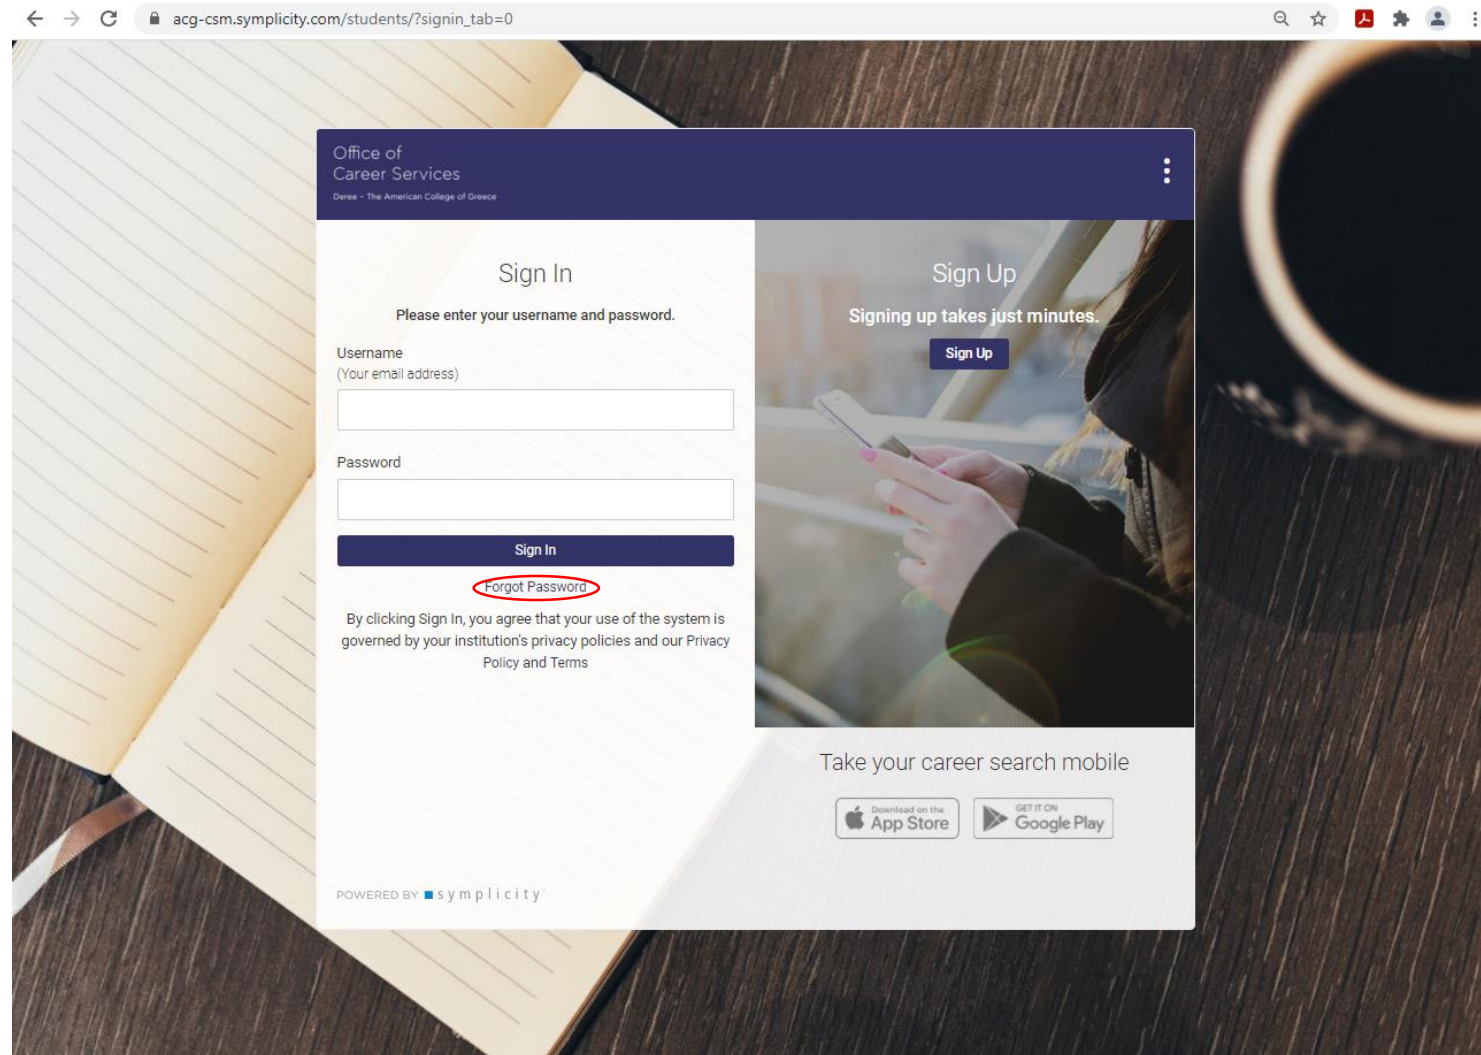 acg-csm.symplicity.com/students/?signin_tab=0
Office of
Career Services
Deree – The American College of Greece
Sign In
Please enter your username and password.
Username
(Your email address)
Password
Sign In
Forgot Password
By clicking Sign In, you agree that your use of the system is
governed by your institution's privacy policies and our Privacy
Policy and Terms
Sign Up
Signing up takes just minutes.
Sign Up
Take your career search mobile
Download on the
App Store
GET IT ON
Google Play
POWERED BY symplicity